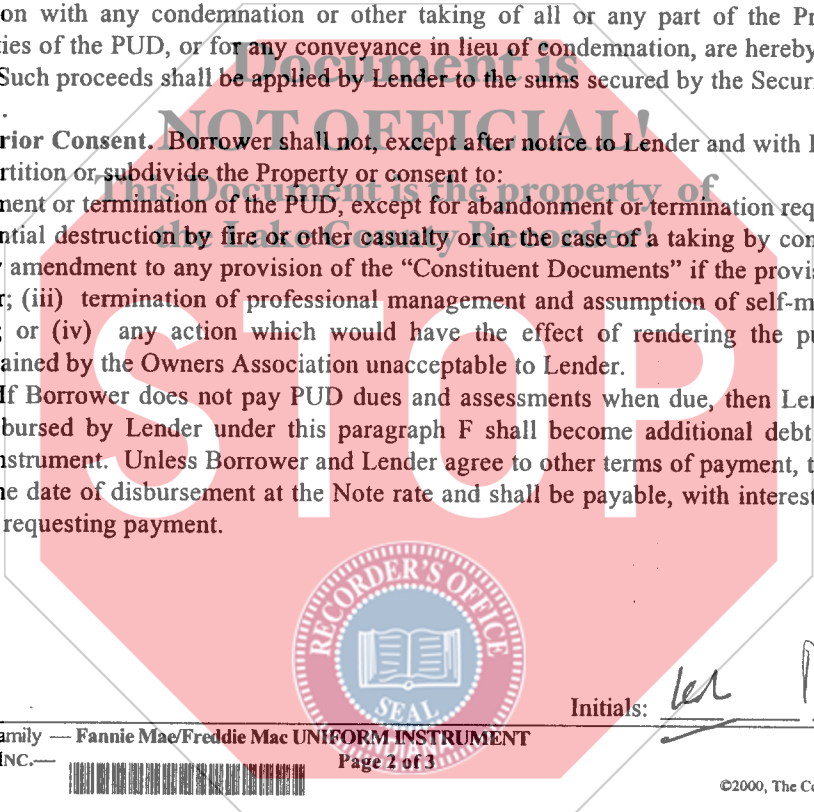 on with any condemnation or other taking of all or any part of the Pr
ties of the PUD, or for any conveyance in lieu of condemnation, are hereby
Document is
Such proceeds shall be applied by Lender to the sums secured by the Securi
.
NOT OFFICIAL!
rior Consent. Borrower shall not, except after notice to Lender and with
rtition or subdivide the Property or consent to:
This Document is the property of
ment or termination of the PUD, except for abandonment or termination req
the Lake County Recorder!
ntial destruction by fire or other casualty or in the case of a taking by con
amendment to any provision of the “Constituent Documents” if the provi
r; (iii) termination of professional management and assumption of self-m
; or (iv) any action which would have the effect of rendering the pu
ained by the Owners Association unacceptable to Lender.
STOP
If Borrower does not pay PUD dues and assessments when due, then Len
bursed by Lender under this paragraph F shall become additional debt
nstrument. Unless Borrower and Lender agree to other terms of payment, t
e date of disbursement at the Note rate and shall be payable, with interest
requesting payment.
RECORDER'S OFFICE
SEAL
INDIANA
Initials:
amily — Fannie Mae/Freddie Mac UNIFORM INSTRUMENT
INC.—
Page 2 of 3
©2000, The Co